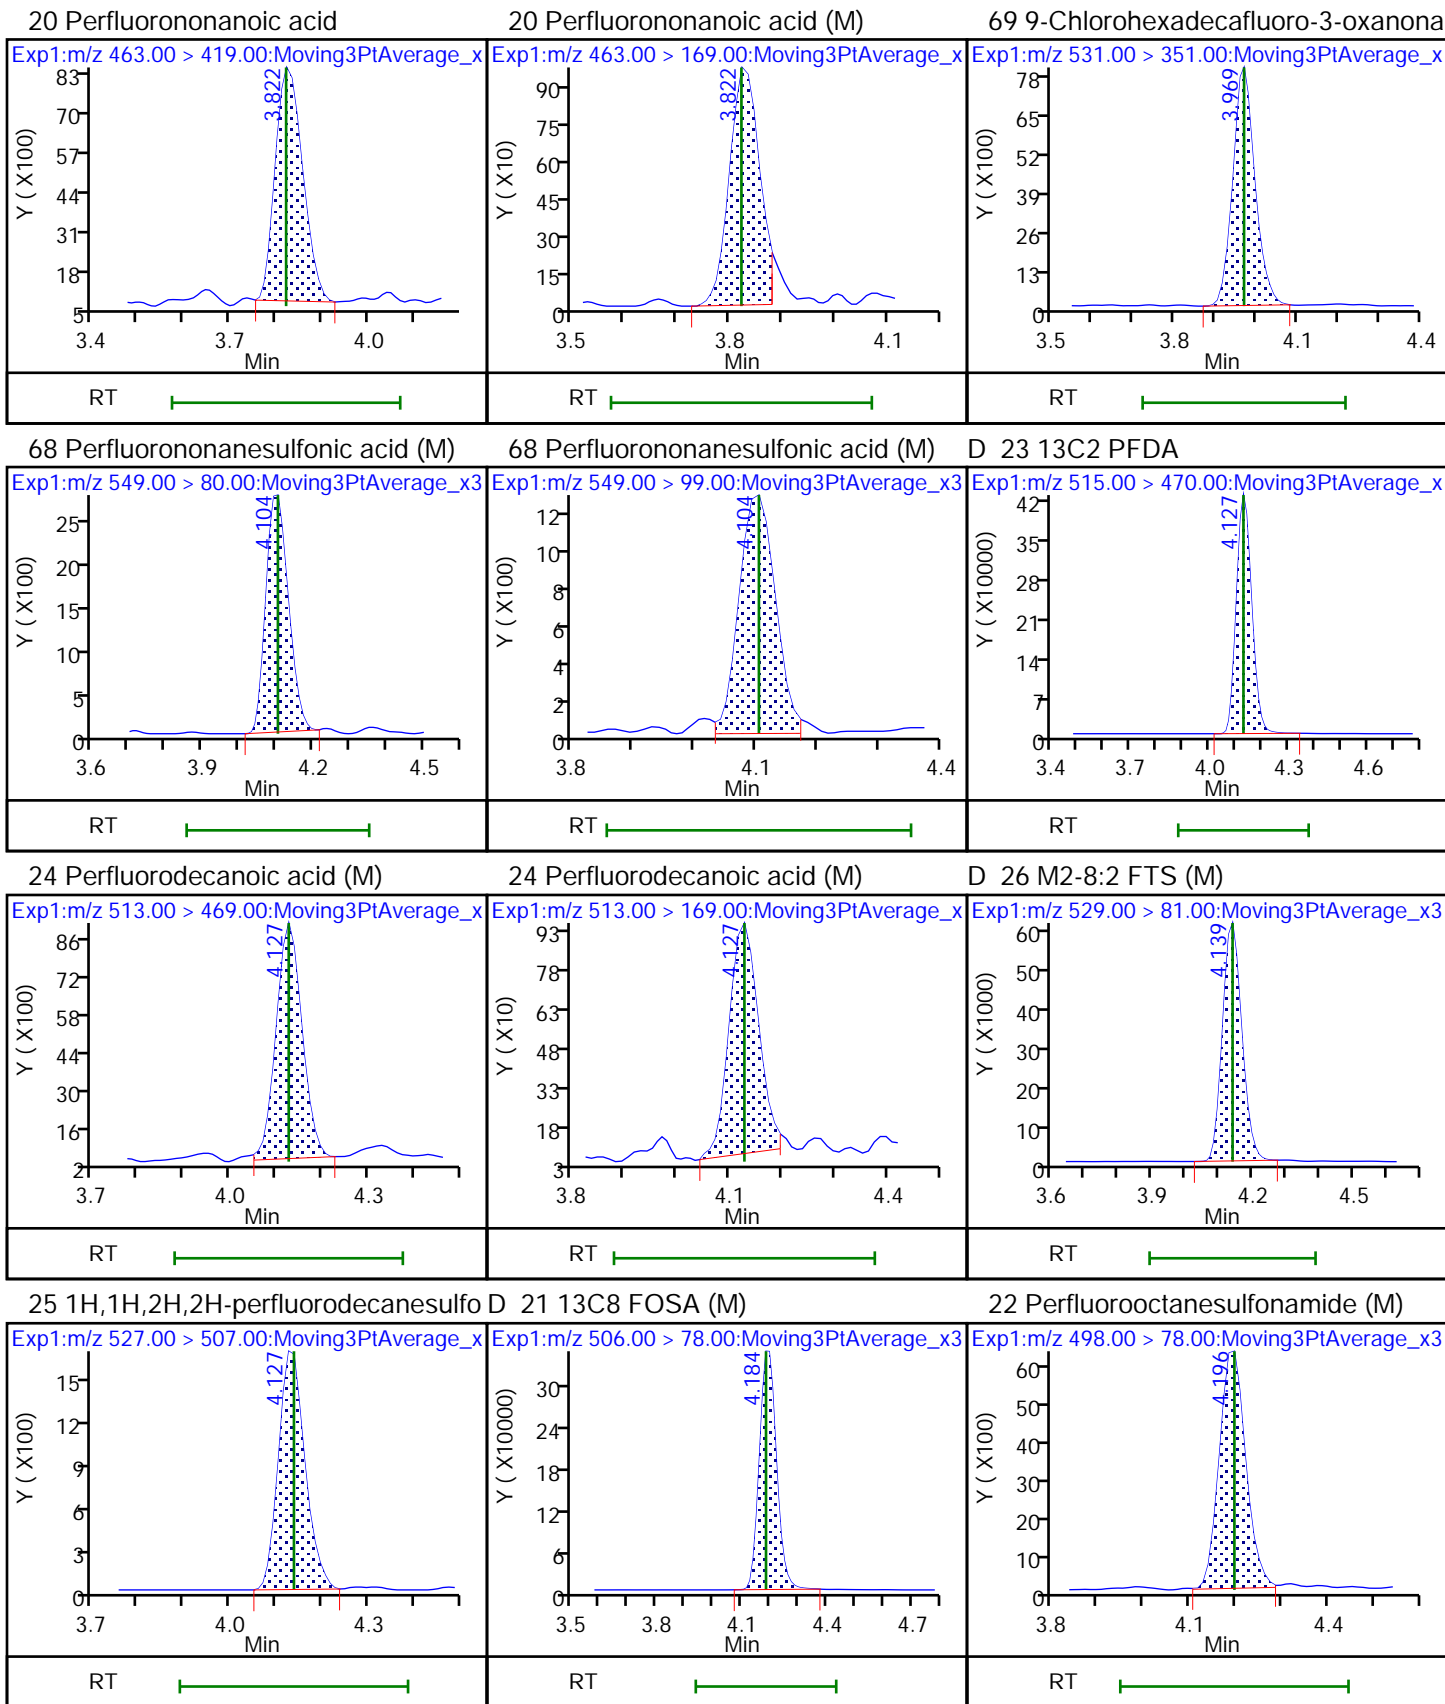 20 Perfluorononanoic acid
Exp1:m/z 463.00 > 419.00:Moving3PtAverage_x
3.822
Y ( X100)
83
70
57
44
31
18
5
3.4 3.7 4.0
Min
RT
20 Perfluorononanoic acid (M)
Exp1:m/z 463.00 > 169.00:Moving3PtAverage_x
3.822
Y ( X10)
90
75
60
45
30
15
0
3.5 3.8 4.1
Min
RT
69 9-Chlorohexadecafluoro-3-oxanona
Exp1:m/z 531.00 > 351.00:Moving3PtAverage_x
3.969
Y ( X100)
78
65
52
39
26
13
0
3.5 3.8 4.1 4.4
Min
RT
68 Perfluorononanesulfonic acid (M)
Exp1:m/z 549.00 > 80.00:Moving3PtAverage_x3
4.104
Y ( X100)
25
20
15
10
5
0
3.6 3.9 4.2 4.5
Min
RT
68 Perfluorononanesulfonic acid (M)
Exp1:m/z 549.00 > 99.00:Moving3PtAverage_x3
4.104
Y ( X100)
12
10
8
6
4
2
0
3.8 4.1 4.4
Min
RT
D 23 13C2 PFDA
Exp1:m/z 515.00 > 470.00:Moving3PtAverage_x
4.127
Y ( X10000)
42
35
28
21
14
7
0
3.4 3.7 4.0 4.3 4.6
Min
RT
24 Perfluorodecanoic acid (M)
Exp1:m/z 513.00 > 469.00:Moving3PtAverage_x
4.127
Y ( X100)
86
72
58
44
30
16
2
3.7 4.0 4.3
Min
RT
24 Perfluorodecanoic acid (M)
Exp1:m/z 513.00 > 169.00:Moving3PtAverage_x
4.127
Y ( X10)
93
78
63
48
33
18
3
3.8 4.1 4.4
Min
RT
D 26 M2-8:2 FTS (M)
Exp1:m/z 529.00 > 81.00:Moving3PtAverage_x3
4.139
Y ( X1000)
60
50
40
30
20
10
0
3.6 3.9 4.2 4.5
Min
RT
25 1H,1H,2H,2H-perfluorodecanesulfo
Exp1:m/z 527.00 > 507.00:Moving3PtAverage_x
4.127
Y ( X100)
15
12
9
6
3
0
3.7 4.0 4.3
Min
RT
D 21 13C8 FOSA (M)
Exp1:m/z 506.00 > 78.00:Moving3PtAverage_x3
4.184
Y ( X10000)
30
24
18
12
6
0
3.5 3.8 4.1 4.4 4.7
Min
RT
22 Perfluorooctanesulfonamide (M)
Exp1:m/z 498.00 > 78.00:Moving3PtAverage_x3
4.196
Y ( X100)
60
50
40
30
20
10
0
3.8 4.1 4.4
Min
RT